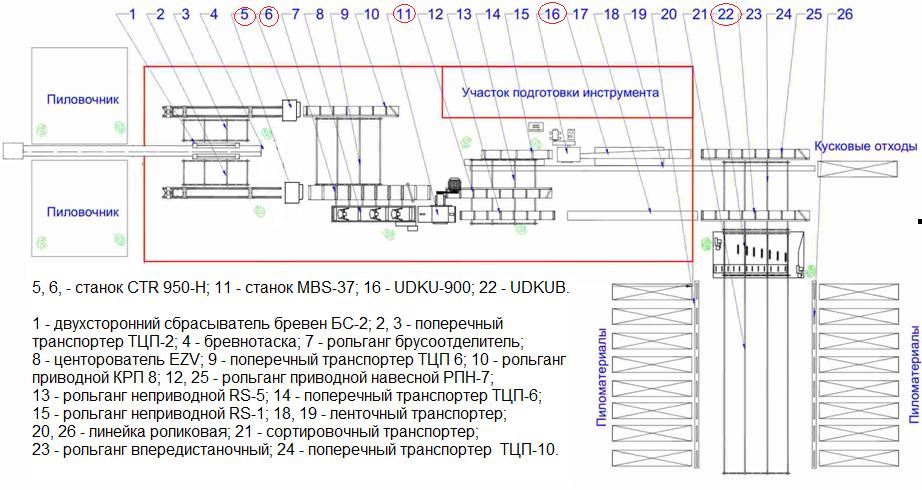 1 2 3 4 5 6 7 8 9 10 11 12 13 14 15 16 17 18 19 20 21 22 23 24 25 26
Пиловочник
Участок подготовки инструмента
Кусковые отходы
Пиловочник
5, 6, - станок CTR 950-H; 11 - станок MBS-37; 16 - UDKU-900; 22 - UDKUB.
1 - двухсторонний сбрасыватель бревен БС-2; 2, 3 - поперечный
транспортер ТЦП-2; 4 - бревнотаска; 7 - рольганг брусоотделитель;
8 - центорователь EZV; 9 - поперечный транспортер ТЦП 6; 10 - рольганг
приводной КРП 8; 12, 25 - рольганг приводной навесной РПН-7;
13 - рольганг неприводной RS-5; 14 - поперечный транспортер ТЦП-6;
15 - рольганг неприводной RS-1; 18, 19 - ленточный транспортер;
20, 26 - линейка роликовая; 21 - сортировочный транспортер;
23 - рольганг впередистаночный; 24 - поперечный транспортер ТЦП-10.
Пиломатериалы
Пиломатериалы